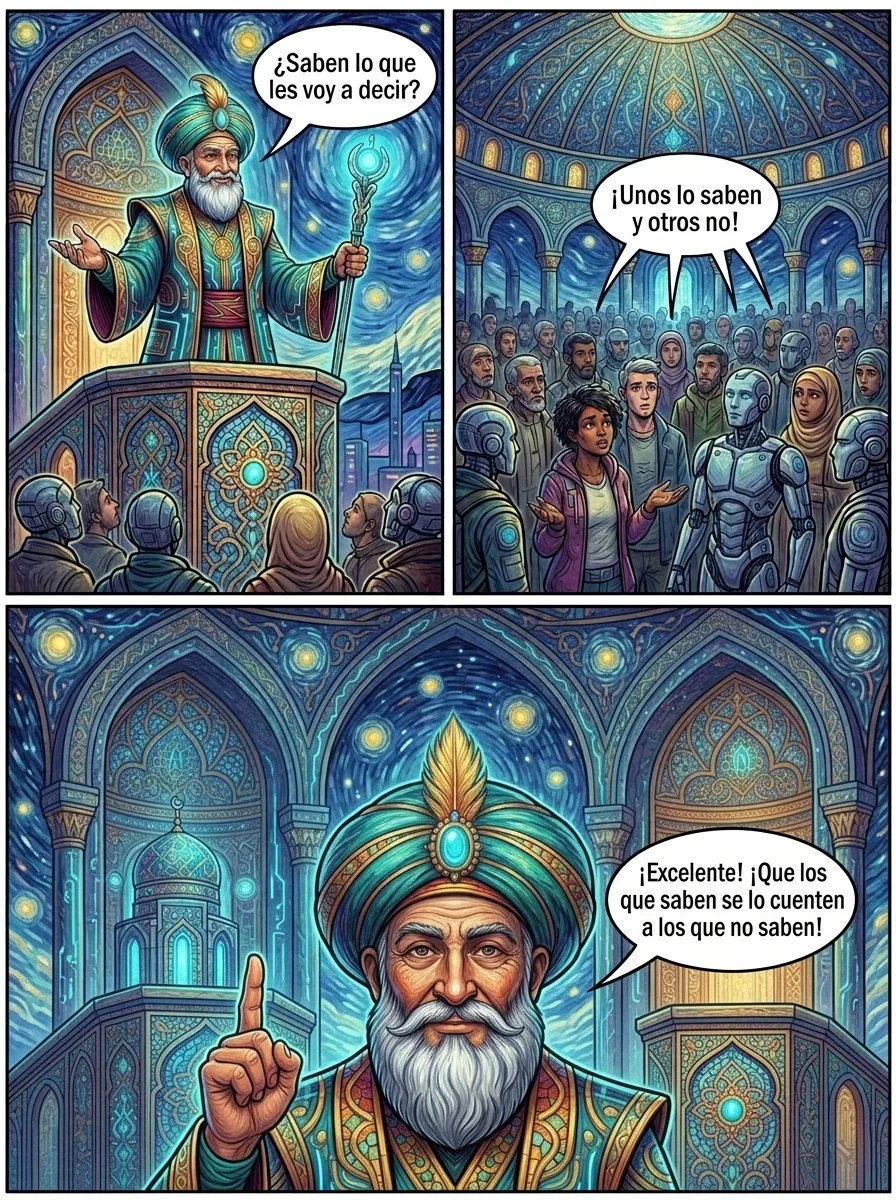 ¿Saben lo que
les voy a decir?
¡Unos lo saben
y otros no!
¡Excelente! ¡Que los
que saben se lo cuenten
a los que no saben!